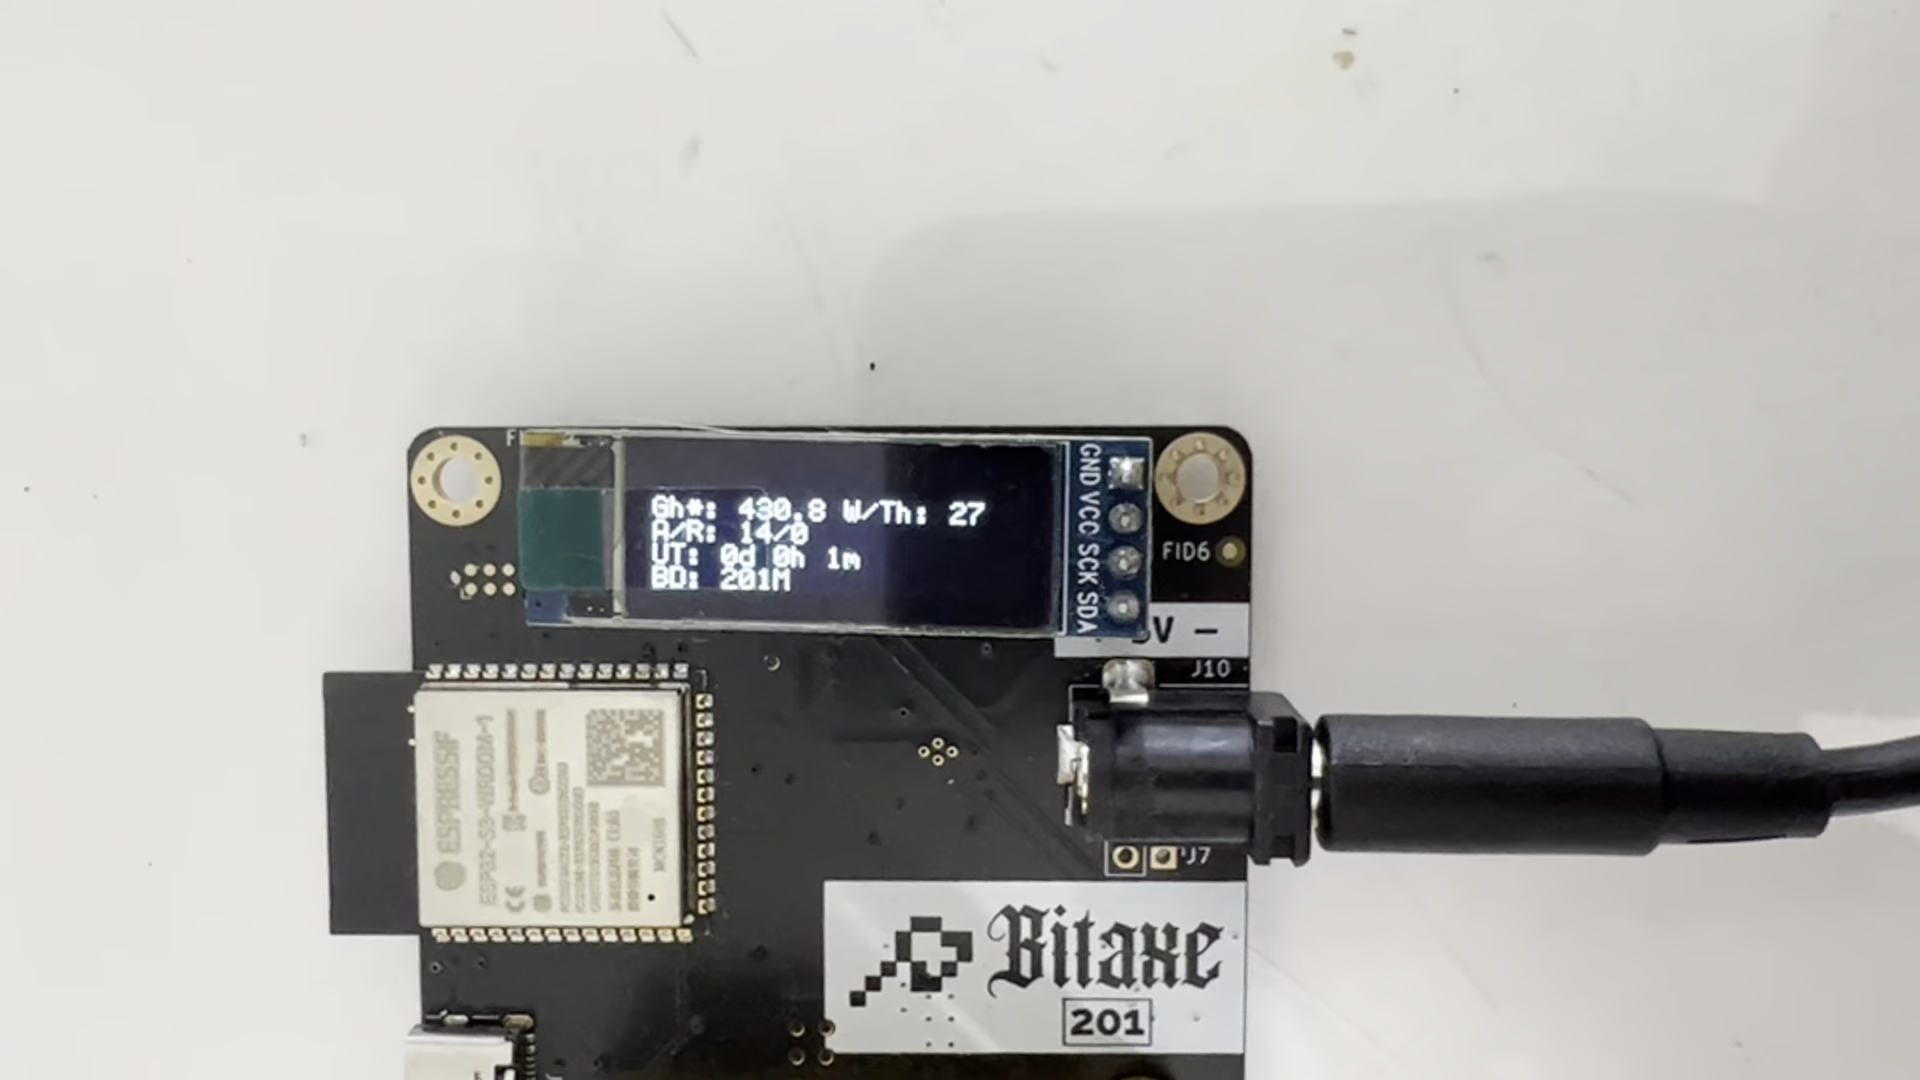 Gh*: 430.8 W/Th: 27
A/R: 14/0
UT: 0d 0h 1m
BD: 201M
GND VCC SCK SDA
FID6
V -
J10
J7
ESPRESSIF
ESP32-S3-WROOM-1
CE
Bitaxe
201